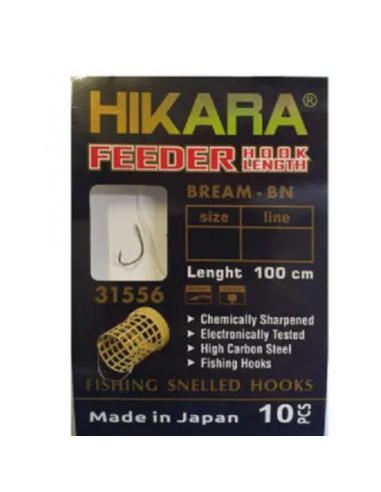 HIKARA®
FEEDER HOOK LENGTH
BREAM - BN
size line
Lenght 100 cm
31556
Chemically Sharpened
Electronically Tested
High Carbon Steel
Fishing Hooks
FISHING SNELLED HOOKS
Made in Japan 10 PCS